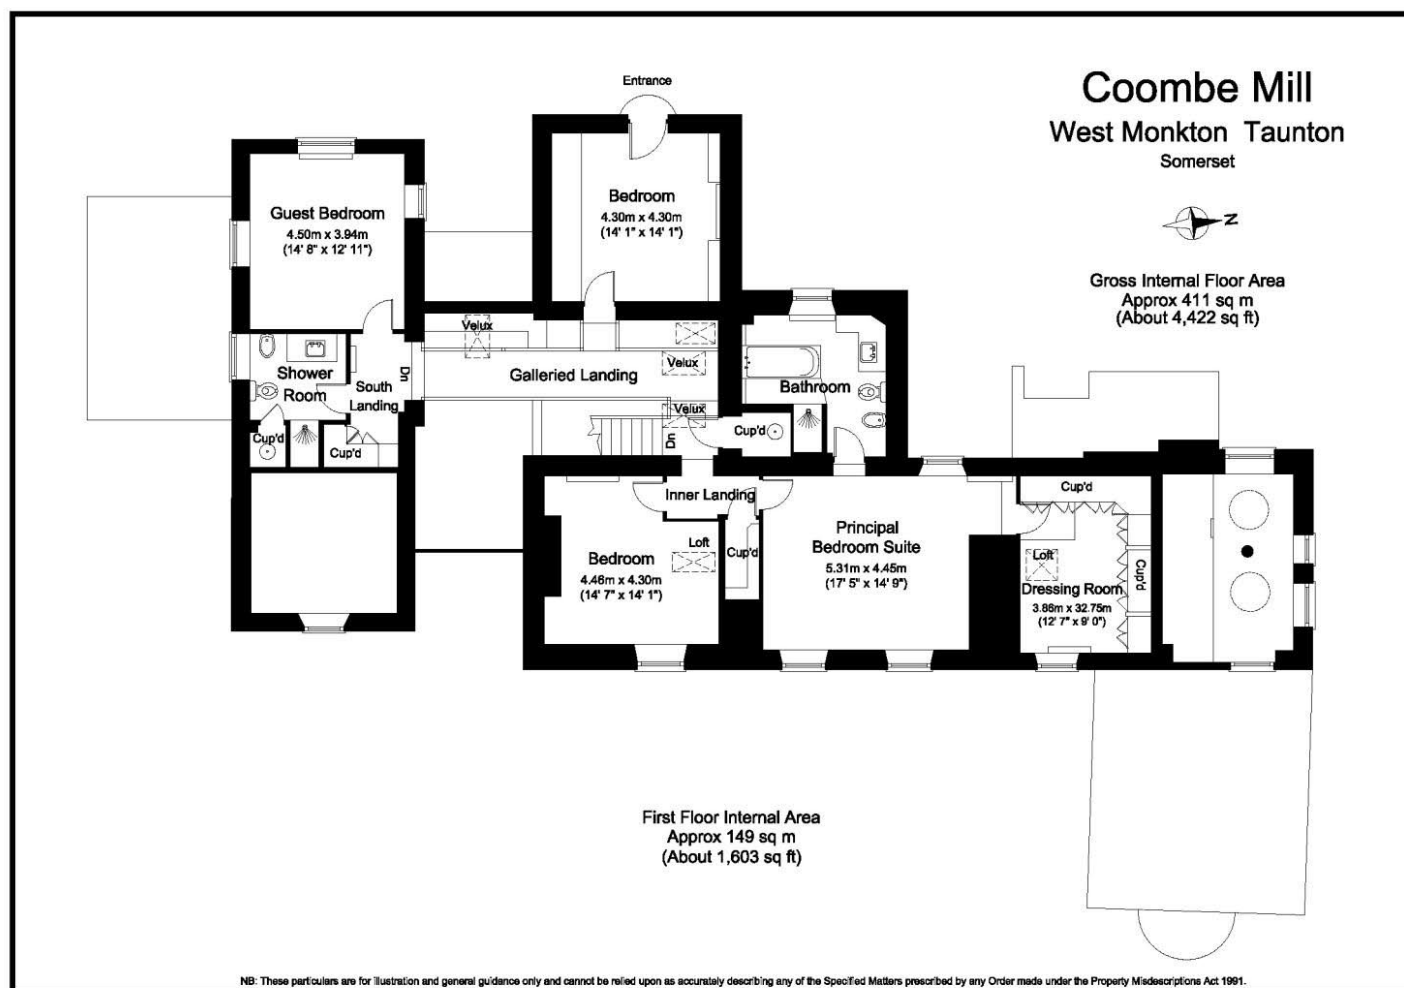 Coombe Mill
West Monkton Taunton
Somerset
N
Gross Internal Floor Area
Approx 411 sq m
(About 4,422 sq ft)
Entrance
Guest Bedroom
4.50m x 3.94m
(14' 8" x 12' 11")
Bedroom
4.30m x 4.30m
(14' 1" x 14' 1")
Velux
Velux
Velux
Galleried Landing
Dn
Dn
Shower
Room
South
Landing
Cup'd
Cup'd
Bathroom
Cup'd
Inner Landing
Bedroom
4.46m x 4.30m
(14' 7" x 14' 1")
Loft
Cup'd
Principal
Bedroom Suite
5.31m x 4.45m
(17' 5" x 14' 9")
Cup'd
Loft
Cup'd
Dressing Room
3.86m x 32.75m
(12' 7" x 9' 0")
First Floor Internal Area
Approx 149 sq m
(About 1,603 sq ft)
NB: These particulars are for illustration and general guidance only and cannot be relied upon as accurately describing any of the Specified Matters prescribed by any Order made under the Property Misdescriptions Act 1991.